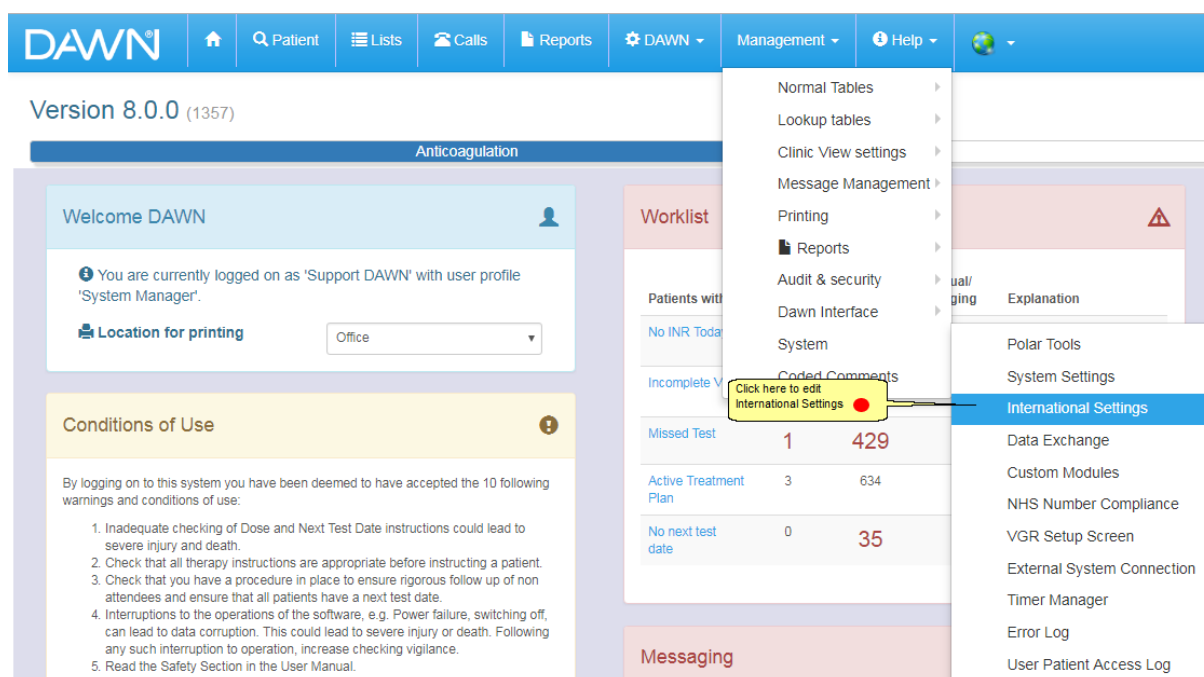 DAWN®
Patient
Lists
Calls
Reports
DAWN
Management
Help
Version 8.0.0 (1357)
Anticoagulation
Normal Tables
Lookup tables
Clinic View settings
Message Management
Printing
Reports
Audit & security
Dawn Interface
System
Coded Comments
Welcome DAWN
You are currently logged on as 'Support DAWN' with user profile
'System Manager'.
Location for printing
Office
Conditions of Use
By logging on to this system you have been deemed to have accepted the 10 following
warnings and conditions of use:
1. Inadequate checking of Dose and Next Test Date instructions could lead to
severe injury and death.
2. Check that all therapy instructions are appropriate before instructing a patient.
3. Check that you have a procedure in place to ensure rigorous follow up of non
attendees and ensure that all patients have a next test date.
4. Interruptions to the operations of the software, e.g. Power failure, switching off,
can lead to data corruption. This could lead to severe injury or death. Following
any such interruption to operation, increase checking vigilance.
5. Read the Safety Section in the User Manual.
Worklist
Patients with
Explanation
No INR Today
Incomplete V
Missed Test 1 429
Active Treatment
Plan
3 634
No next test
date
0 35
Messaging
Click here to edit
International Settings
Polar Tools
System Settings
International Settings
Data Exchange
Custom Modules
NHS Number Compliance
VGR Setup Screen
External System Connection
Timer Manager
Error Log
User Patient Access Log